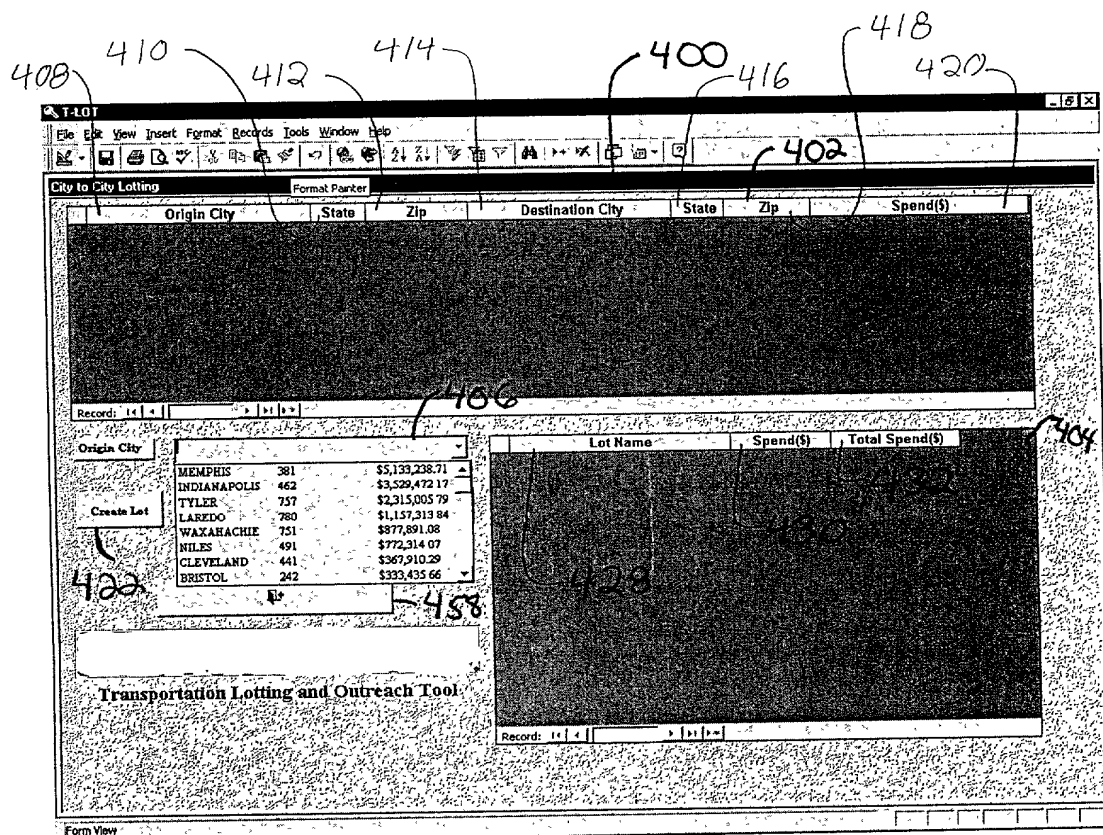 408 410 412 414 400 416 418 420
T-LOT
File Edit View Insert Format Records Tools Window Help
402
City to City Lotting Format Painter
Origin City State Zip Destination City State Zip Spend($)
Record:
406
Origin City
Lot Name Spend($) Total Spend($)
404
MEMPHIS 381 $5,133,238.71
INDIANAPOLIS 462 $3,529,472 17
TYLER 757 $2,315,005 79
LAREDO 780 $1,157,313 84
WAXAHACHIE 751 $877,891.08
NILES 491 $772,314 07
CLEVELAND 441 $367,910.29
BRISTOL 242 $333,435 66
Create Lot
422
428
458
Transportation Lotting and Outreach Tool
Record:
Form View